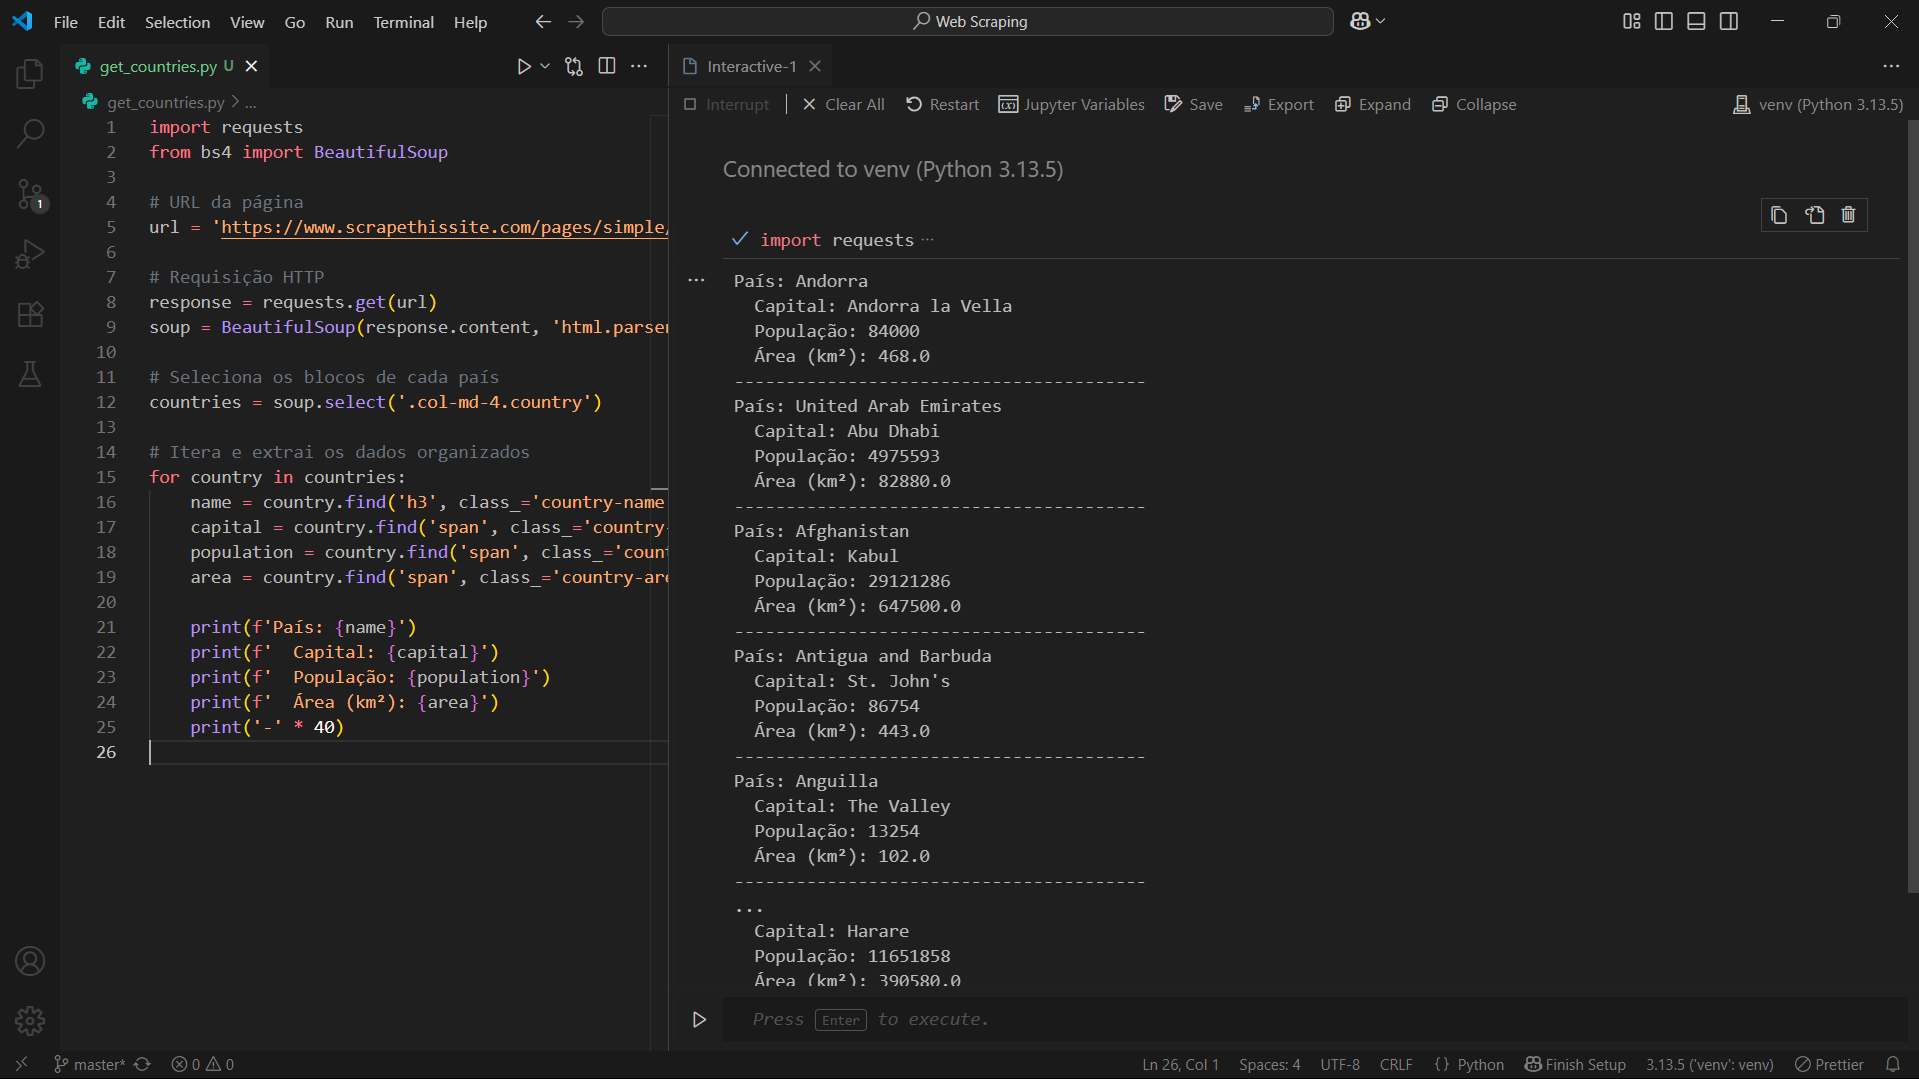 File Edit Selection View Go Run Terminal Help
Web Scraping
get_countries.py U
get_countries.py > ...
1 import requests
2 from bs4 import BeautifulSoup
3
4 # URL da página
5 url = 'https://www.scrapethissite.com/pages/simple/
6
7 # Requisição HTTP
8 response = requests.get(url)
9 soup = BeautifulSoup(response.content, 'html.parser
10
11 # Seleciona os blocos de cada país
12 countries = soup.select('.col-md-4.country')
13
14 # Itera e extrai os dados organizados
15 for country in countries:
16 name = country.find('h3', class_='country-name
17 capital = country.find('span', class_='country-
18 population = country.find('span', class_='count
19 area = country.find('span', class_='country-are
20
21 print(f'País: {name}')
22 print(f'  Capital: {capital}')
23 print(f'  População: {population}')
24 print(f'  Área (km²): {area}')
25 print('-' * 40)
26
Interactive-1
Interrupt | Clear All Restart Jupyter Variables Save Export Expand Collapse venv (Python 3.13.5)
Connected to venv (Python 3.13.5)
import requests ...
País: Andorra
Capital: Andorra la Vella
População: 84000
Área (km²): 468.0
----------------------------------------
País: United Arab Emirates
Capital: Abu Dhabi
População: 4975593
Área (km²): 82880.0
----------------------------------------
País: Afghanistan
Capital: Kabul
População: 29121286
Área (km²): 647500.0
----------------------------------------
País: Antigua and Barbuda
Capital: St. John's
População: 86754
Área (km²): 443.0
----------------------------------------
País: Anguilla
Capital: The Valley
População: 13254
Área (km²): 102.0
----------------------------------------
...
Capital: Harare
População: 11651858
Área (km²): 390580.0
Press Enter to execute.
1
master* 0 0 Ln 26, Col 1 Spaces: 4 UTF-8 CRLF {} Python Finish Setup 3.13.5 ('venv': venv) Prettier